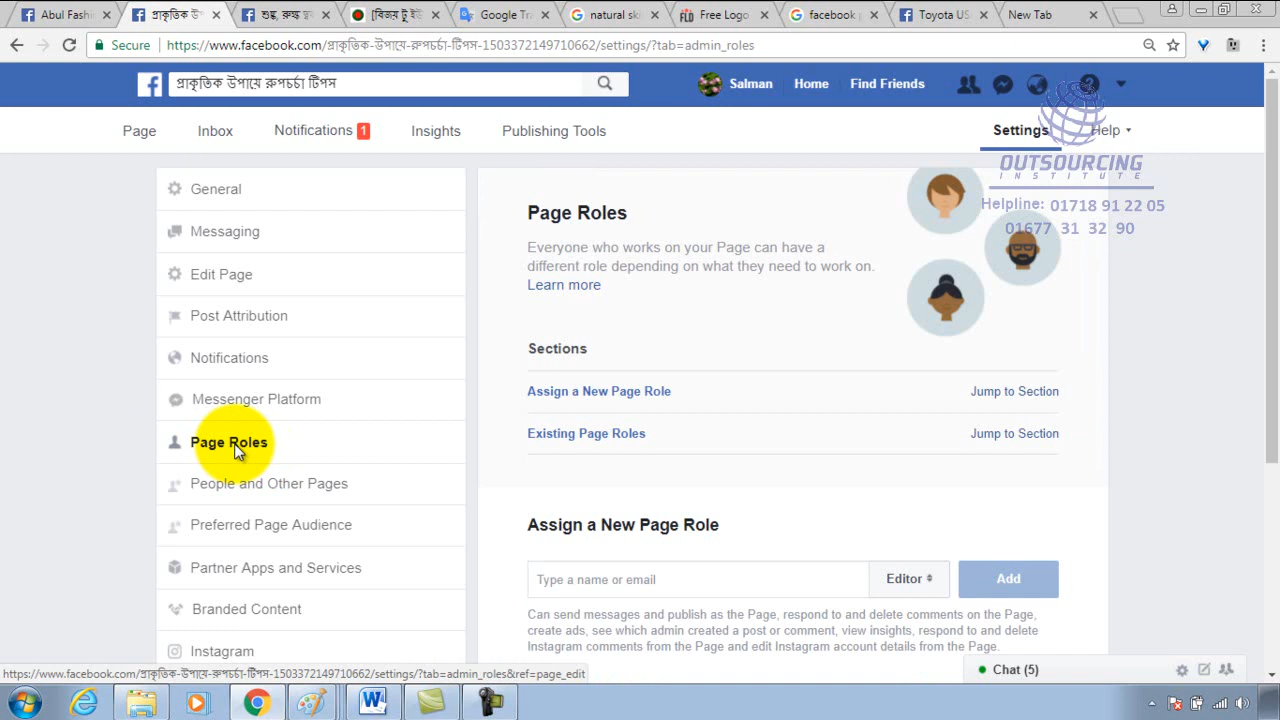 Abul Fashi
প্রাকৃতিক উপায়ে রু
শুষ্ক, রুক্ষ ত্ব
[বিজয় টু ইউ
Google Tra
natural ski
Free Logo
facebook p
Toyota US
New Tab
Secure
https://www.facebook.com/প্রাকৃতিক-উপায়ে-রুপচর্চা-টিপস-1503372149710662/settings/?tab=admin_roles
প্রাকৃতিক উপায়ে রুপচর্চা টিপস
Salman Home Find Friends
Page Inbox Notifications 1 Insights Publishing Tools Settings Help
OUTSOURCING
INSTITUTE
Helpline: 01718 91 22 05
01677 31 32 90
General
Messaging
Edit Page
Post Attribution
Notifications
Messenger Platform
Page Roles
People and Other Pages
Preferred Page Audience
Partner Apps and Services
Branded Content
Instagram
Page Roles
Everyone who works on your Page can have a
different role depending on what they need to work on.
Learn more
Sections
Assign a New Page Role Jump to Section
Existing Page Roles Jump to Section
Assign a New Page Role
Type a name or email Editor Add
Can send messages and publish as the Page, respond to and delete comments on the Page,
create ads, see which admin created a post or comment, view insights, respond to and delete
Instagram comments from the Page and edit Instagram account details from the Page.
https://www.facebook.com/প্রাকৃতিক-উপায়ে-রুপচর্চা-টিপস-1503372149710662/settings/?tab=admin_roles&ref=page_edit
Chat (5)